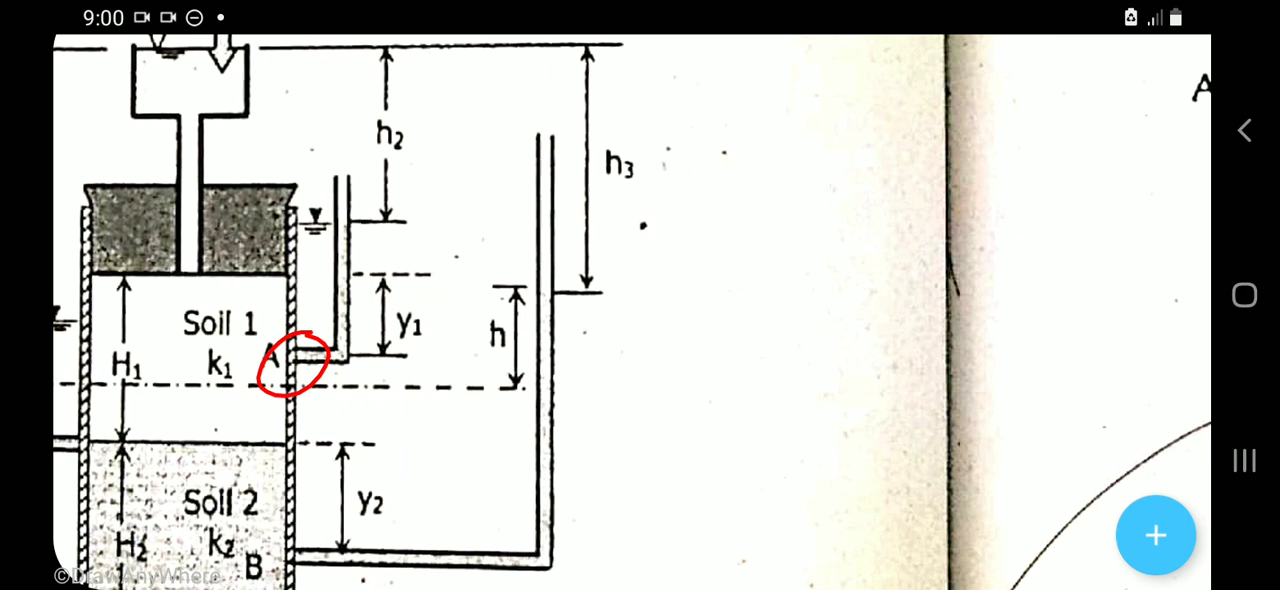 9:00
A
h2
h3
Soil 1
y1
h
A
H1
k1
Soil 2
y2
H2
k2
B
©DrawAnyWhere
+